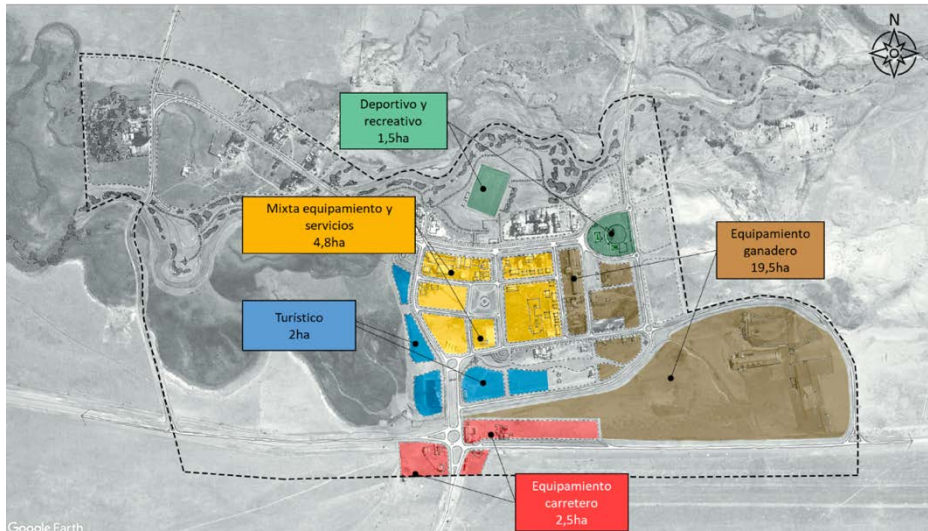 N
Deportivo y
recreativo
1,5ha
Mixta equipamiento y
servicios
4,8ha
Equipamiento
ganadero
19,5ha
Turístico
2ha
Equipamiento
carretero
2,5ha
Google Earth